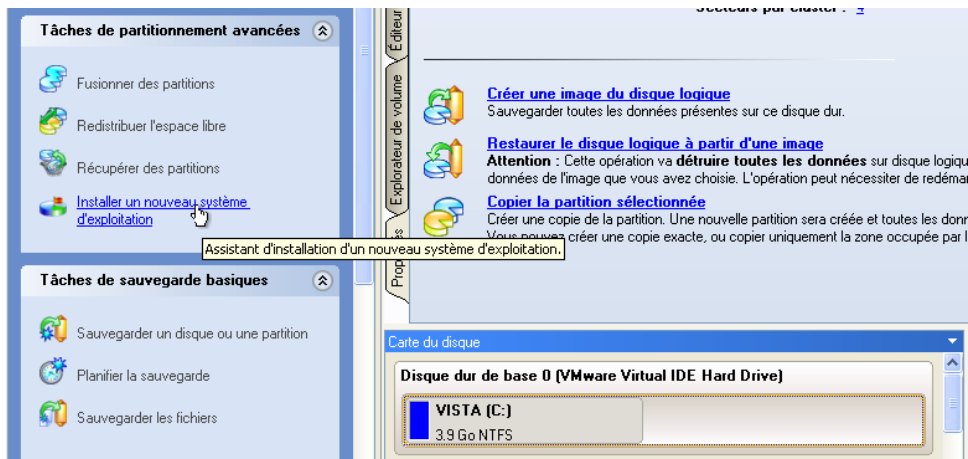 Tâches de partitionnement avancées
Fusionner des partitions
Redistribuer l'espace libre
Récupérer des partitions
Installer un nouveau système
d'exploitation
Assistant d'installation d'un nouveau système d'exploitation.
Tâches de sauvegarde basiques
Sauvegarder un disque ou une partition
Planifier la sauvegarde
Sauvegarder les fichiers
Éditeur
Explorateur de volume
Secteurs par cluster : 4
Créer une image du disque logique
Sauvegarder toutes les données présentes sur ce disque dur.
Restaurer le disque logique à partir d'une image
Attention : Cette opération va détruire toutes les données sur disque logiqu
données de l'image que vous avez choisie. L'opération peut nécessiter de redémar
Copier la partition sélectionnée
Créer une copie de la partition. Une nouvelle partition sera créée et toutes les donn
Vous pouvez créer une copie exacte, ou copier uniquement la zone occupée par l
Carte du disque
Disque dur de base 0 (VMware Virtual IDE Hard Drive)
VISTA (C:)
3.9 Go NTFS